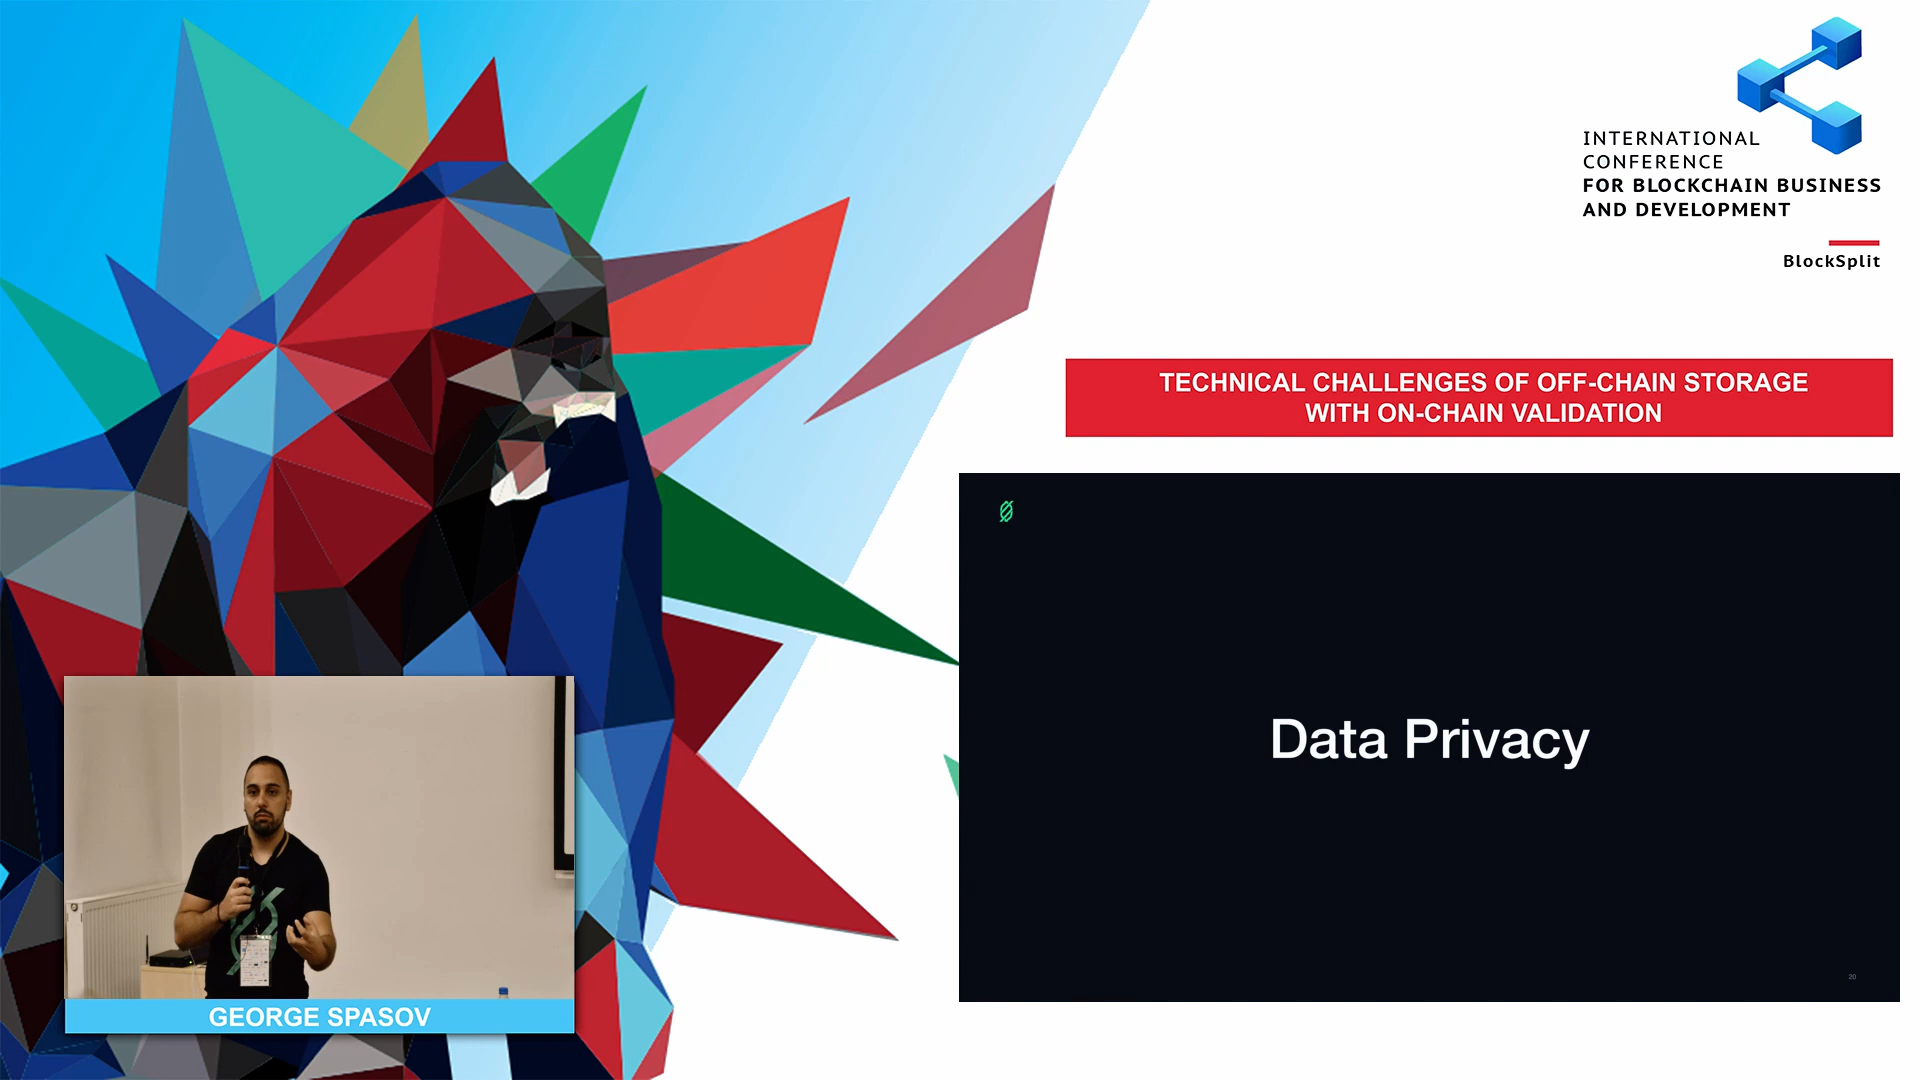 INTERNATIONAL
CONFERENCE
FOR BLOCKCHAIN BUSINESS
AND DEVELOPMENT
BlockSplit
TECHNICAL CHALLENGES OF OFF-CHAIN STORAGE
WITH ON-CHAIN VALIDATION
Data Privacy
20
GEORGE SPASOV